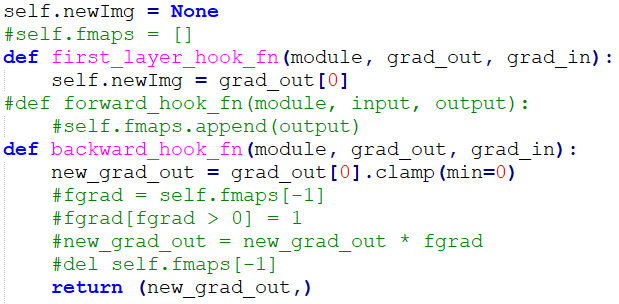 self.newImg = None
#self.fmaps = []
def first_layer_hook_fn(module, grad_out, grad_in):
    self.newImg = grad_out[0]
#def forward_hook_fn(module, input, output):
    #self.fmaps.append(output)
def backward_hook_fn(module, grad_out, grad_in):
    new_grad_out = grad_out[0].clamp(min=0)
    #fgrad = self.fmaps[-1]
    #fgrad[fgrad > 0] = 1
    #new_grad_out = new_grad_out * fgrad
    #del self.fmaps[-1]
    return (new_grad_out,)